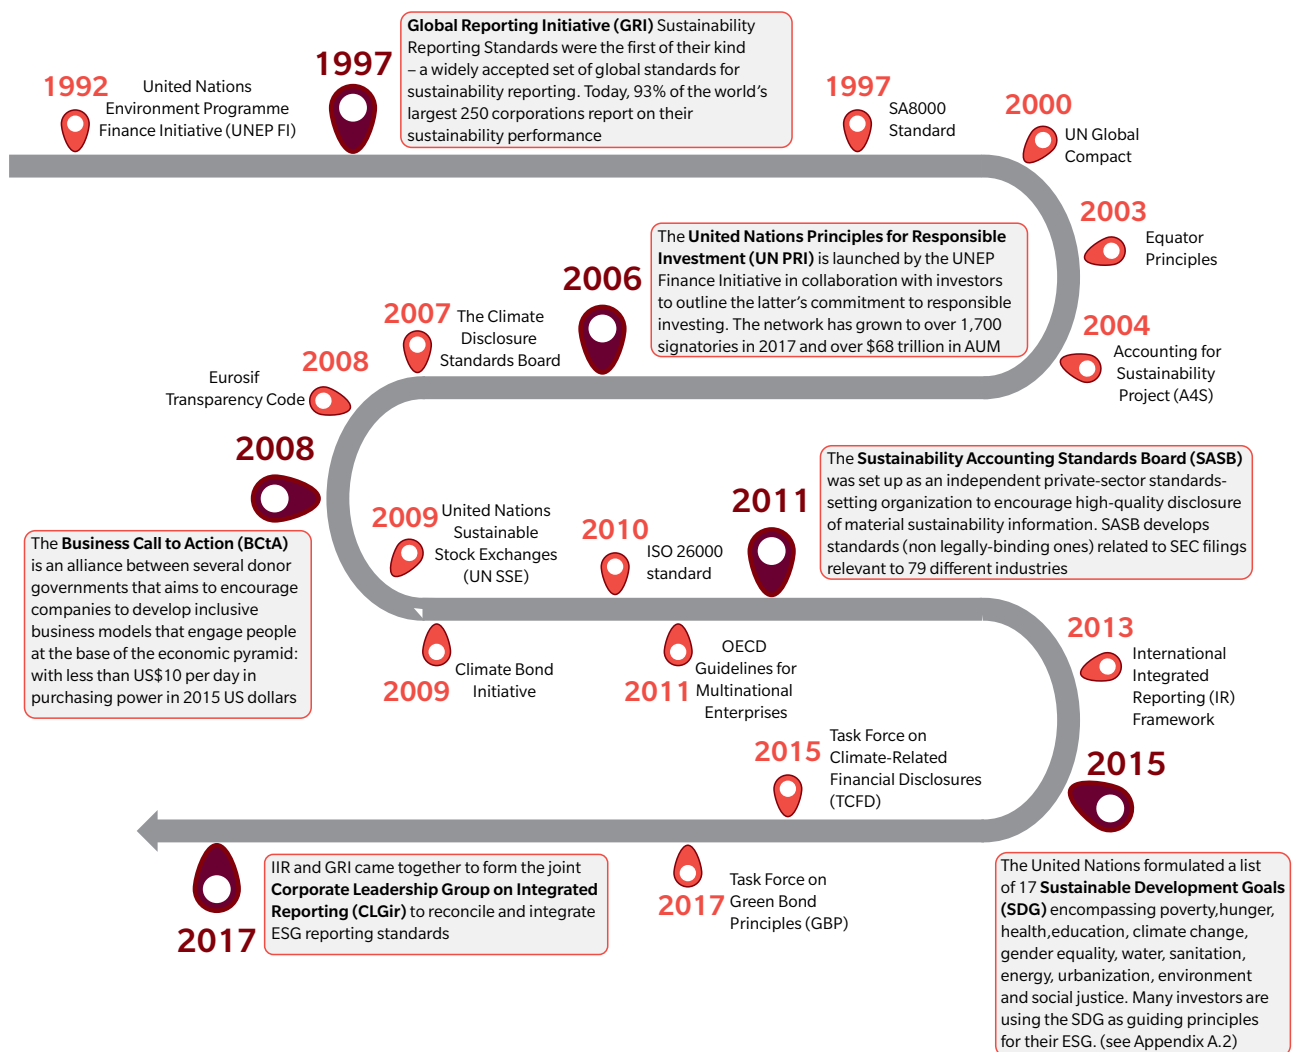 1992
United Nations
Environment Programme
Finance Initiative (UNEP FI)
1997
Global Reporting Initiative (GRI) Sustainability
Reporting Standards were the first of their kind
– a widely accepted set of global standards for
sustainability reporting. Today, 93% of the world’s
largest 250 corporations report on their
sustainability performance
1997
SA8000
Standard
2000
UN Global
Compact
2003
Equator
Principles
2004
Accounting for
Sustainability
Project (A4S)
The United Nations Principles for Responsible
Investment (UN PRI) is launched by the UNEP
Finance Initiative in collaboration with investors
to outline the latter’s commitment to responsible
investing. The network has grown to over 1,700
signatories in 2017 and over $68 trillion in AUM
2006
2007
The Climate
Disclosure
Standards Board
2008
Eurosif
Transparency Code
2008
The Business Call to Action (BCtA)
is an alliance between several donor
governments that aims to encourage
companies to develop inclusive
business models that engage people
at the base of the economic pyramid:
with less than US$10 per day in
purchasing power in 2015 US dollars
2009
United Nations
Sustainable
Stock Exchanges
(UN SSE)
2009
Climate Bond
Initiative
2010
ISO 26000
standard
2011
OECD
Guidelines for
Multinational
Enterprises
2011
The Sustainability Accounting Standards Board (SASB)
was set up as an independent private-sector standards-
setting organization to encourage high-quality disclosure
of material sustainability information. SASB develops
standards (non legally-binding ones) related to SEC filings
relevant to 79 different industries
2013
International
Integrated
Reporting (IR)
Framework
2015
The United Nations formulated a list
of 17 Sustainable Development Goals
(SDG) encompassing poverty,hunger,
health,education, climate change,
gender equality, water, sanitation,
energy, urbanization, environment
and social justice. Many investors are
using the SDG as guiding principles
for their ESG. (see Appendix A.2)
2015
Task Force on
Climate-Related
Financial Disclosures
(TCFD)
2017
Task Force on
Green Bond
Principles (GBP)
2017
IIR and GRI came together to form the joint
Corporate Leadership Group on Integrated
Reporting (CLGir) to reconcile and integrate
ESG reporting standards